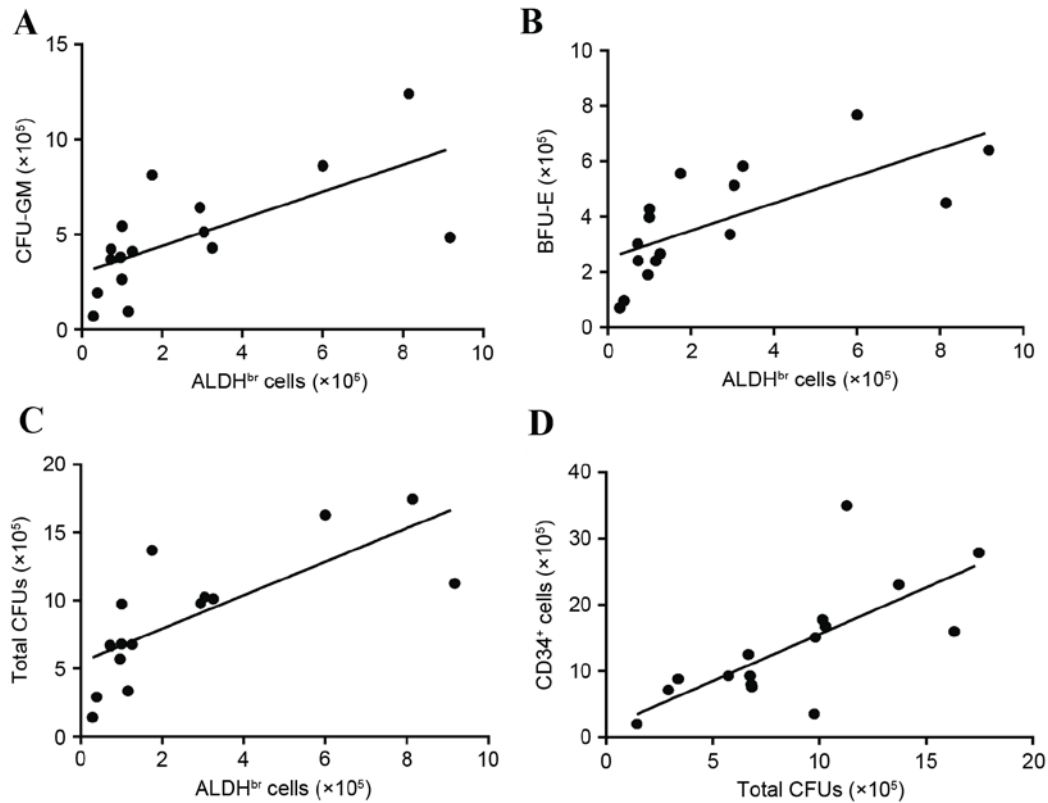 A
15
10
5
0
CFU-GM (×10⁵)
0 2 4 6 8 10
ALDHᵇʳ cells (×10⁵)
B
10
8
6
4
2
0
BFU-E (×10⁵)
0 2 4 6 8 10
ALDHᵇʳ cells (×10⁵)
C
20
15
10
5
0
Total CFUs (×10⁵)
0 2 4 6 8 10
ALDHᵇʳ cells (×10⁵)
D
40
30
20
10
0
CD34⁺ cells (×10⁵)
0 5 10 15 20
Total CFUs (×10⁵)